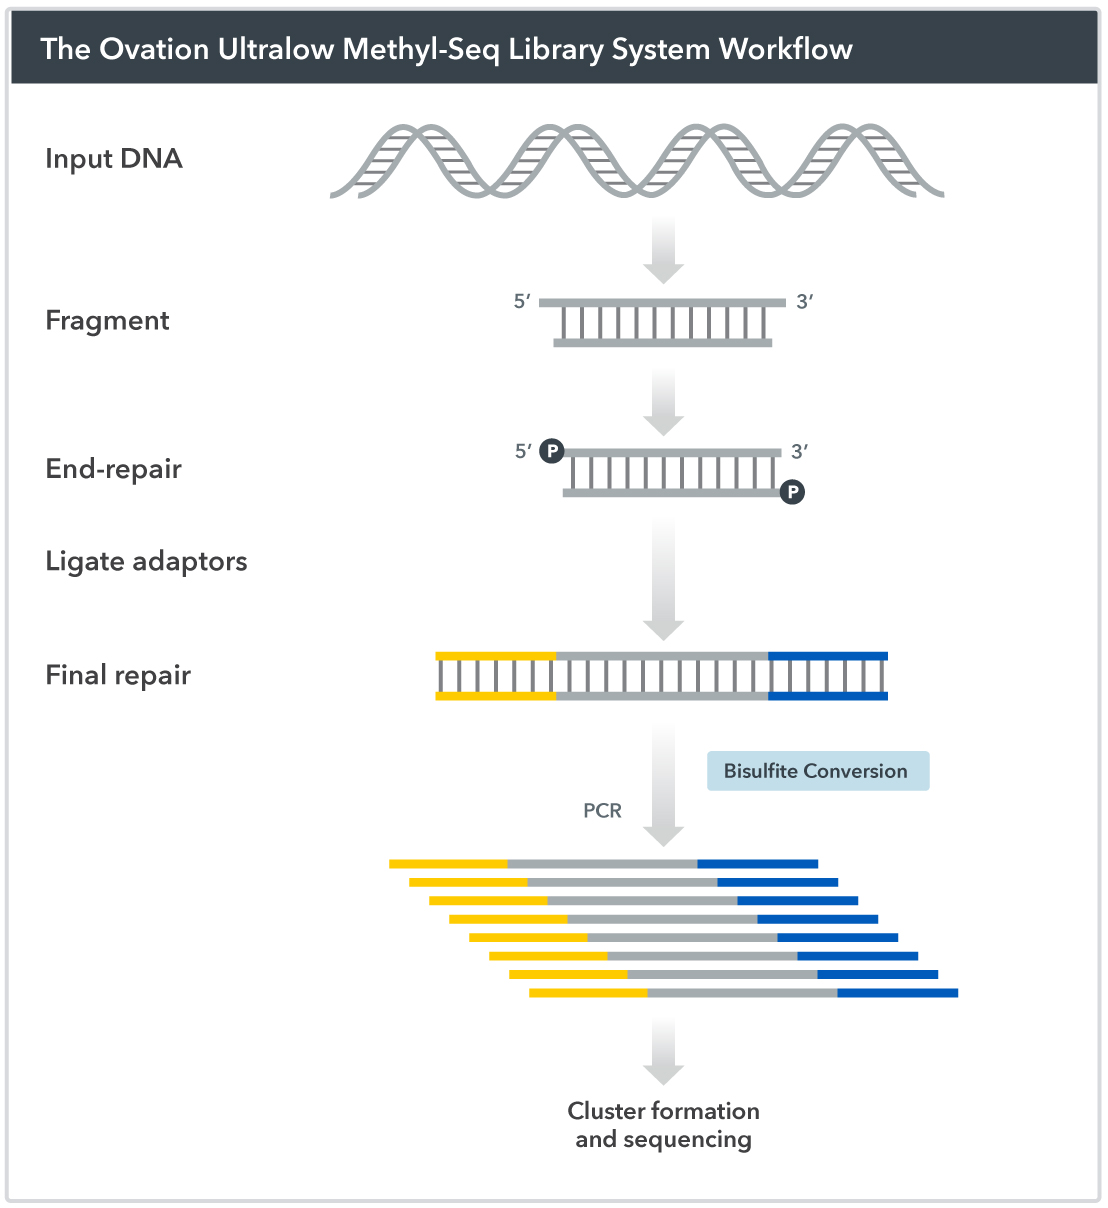 The Ovation Ultralow Methyl-Seq Library System Workflow
Input DNA
5’ 3’
Fragment
5’ P 3’
End-repair
P
Ligate adaptors
Final repair
Bisulfite Conversion
PCR
Cluster formation
and sequencing